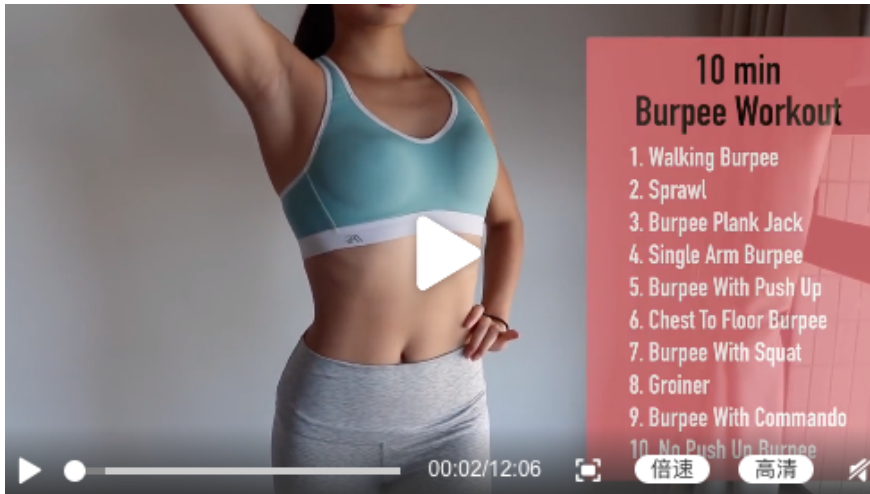 10 min
Burpee Workout
1. Walking Burpee
2. Sprawl
3. Burpee Plank Jack
4. Single Arm Burpee
5. Burpee With Push Up
6. Chest To Floor Burpee
7. Burpee With Squat
8. Groiner
9. Burpee With Commando
10. No Push Up Burpee
00:02/12:06
倍速
高清